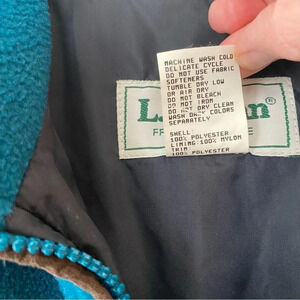 MACHINE WASH COLD
DELICATE CYCLE
DO NOT USE FABRIC
SOFTENERS
TUMBLE DRY LOW
OR AIR DRY
DO NOT BLEACH
DO NOT IRON
DO NOT DRY CLEAN
WASH DARK COLORS
SEPARATELY
SHELL
100% POLYESTER
LINING:100% NYLON
TRIM
100% POLYESTER
L
n®
FR
E